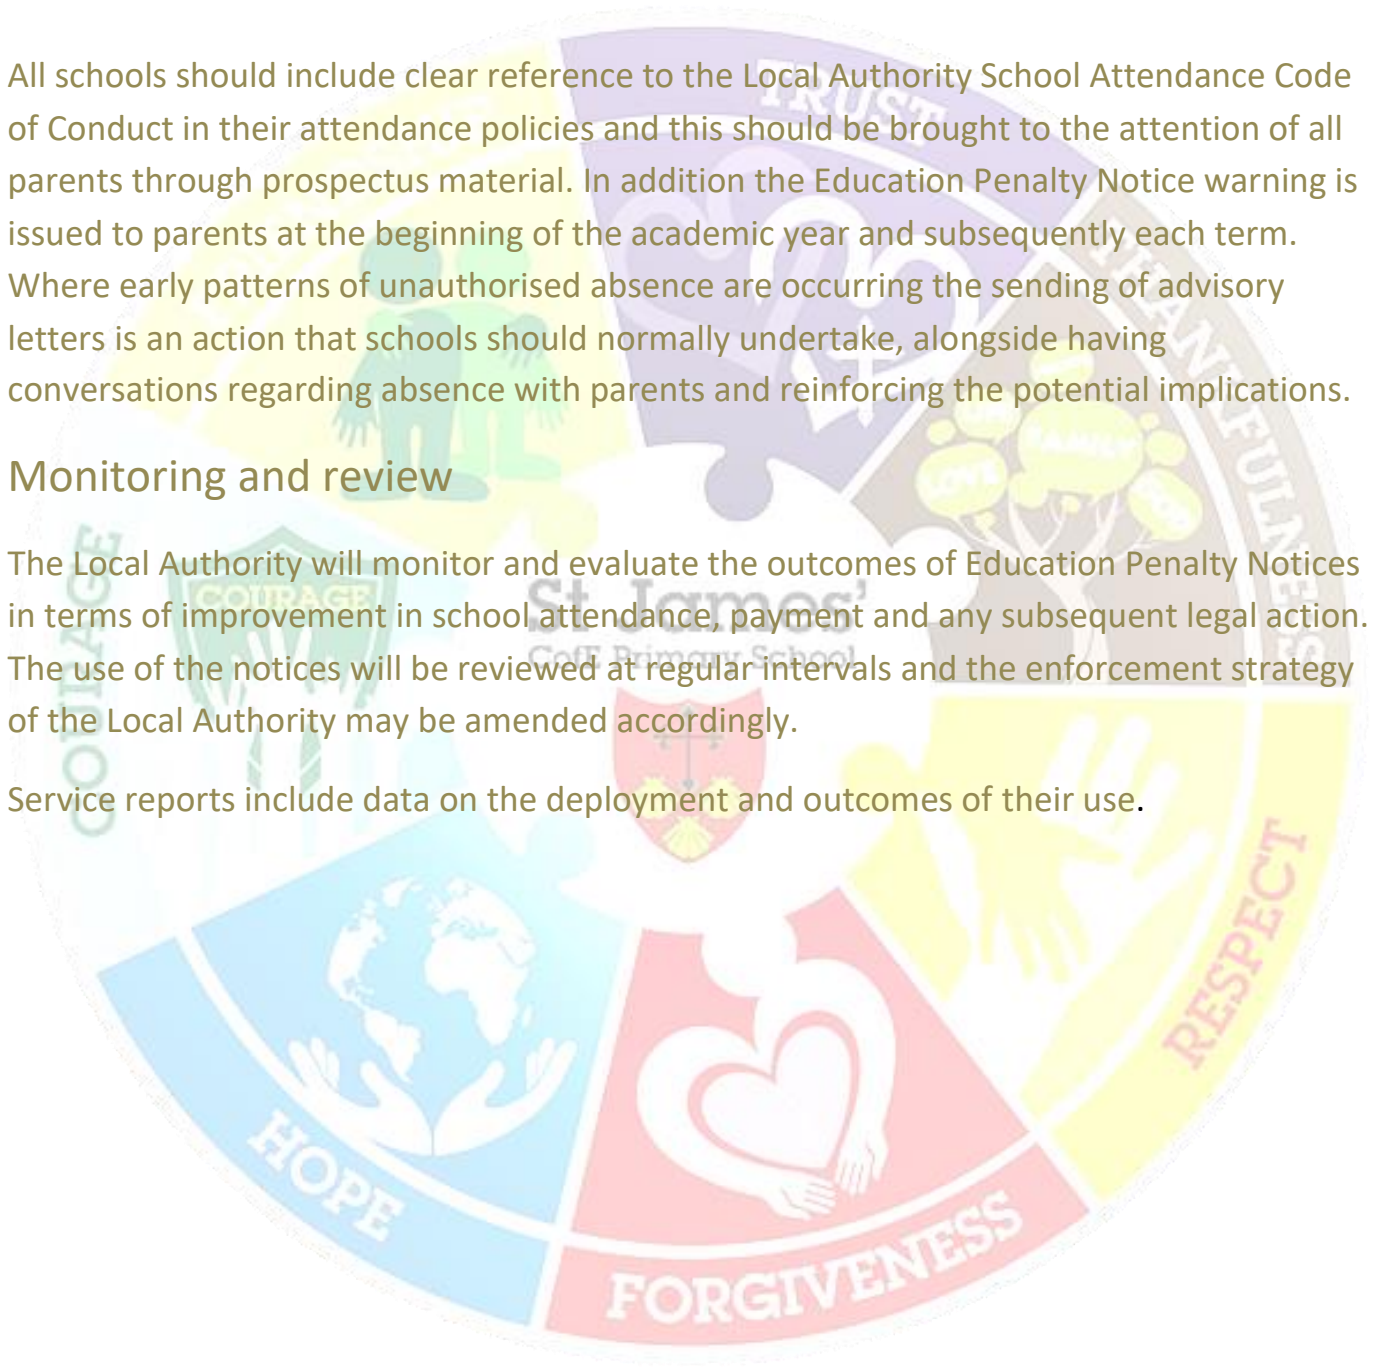 All schools should include clear reference to the Local Authority School Attendance Code
of Conduct in their attendance policies and this should be brought to the attention of all
parents through prospectus material. In addition the Education Penalty Notice warning is
issued to parents at the beginning of the academic year and subsequently each term.
Where early patterns of unauthorised absence are occurring the sending of advisory
letters is an action that schools should normally undertake, alongside having
conversations regarding absence with parents and reinforcing the potential implications.
Monitoring and review
The Local Authority will monitor and evaluate the outcomes of Education Penalty Notices
in terms of improvement in school attendance, payment and any subsequent legal action.
The use of the notices will be reviewed at regular intervals and the enforcement strategy
of the Local Authority may be amended accordingly.
Service reports include data on the deployment and outcomes of their use.
TRUST
THANKFULNESS
LOVE
FAMILY
COURAGE
COURAGE
St James'
CofE Primary School
RESPECT
HOPE
FORGIVENESS